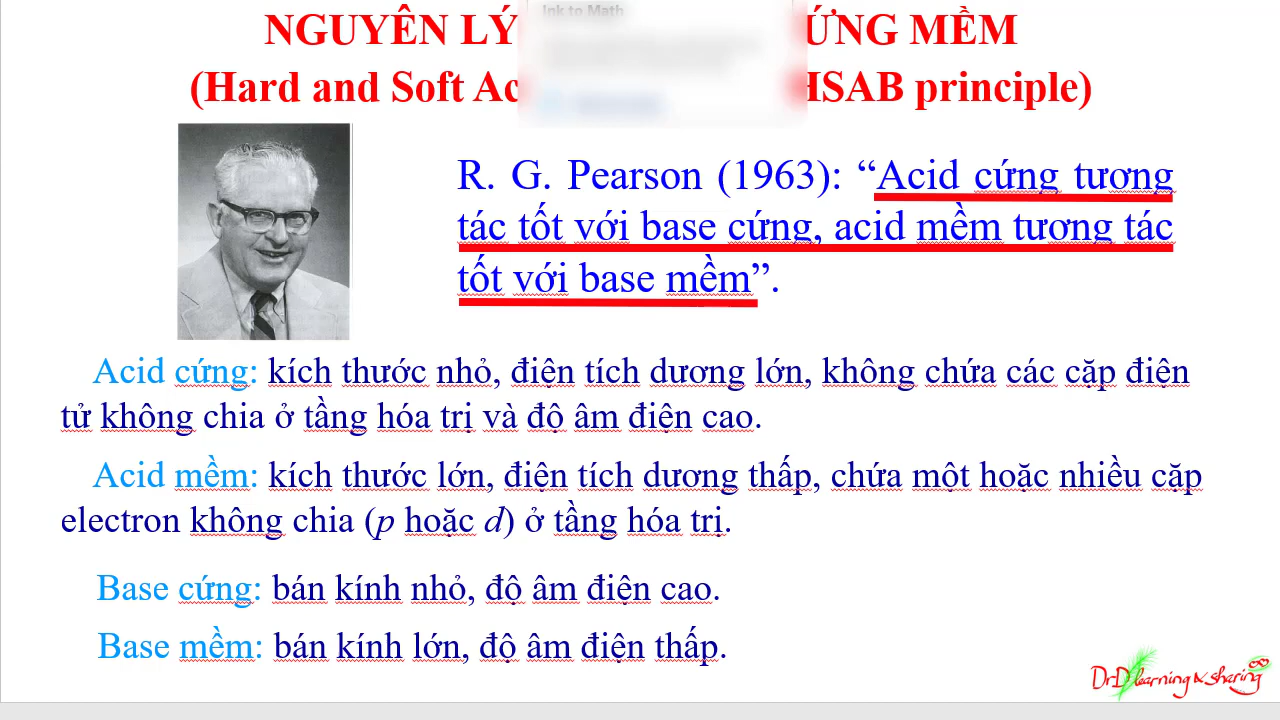 Ink to Math
NGUYÊN LÝ ỨNG MỀM
(Hard and Soft Ac HSAB principle)
R. G. Pearson (1963): “Acid cứng tương
tác tốt với base cứng, acid mềm tương tác
tốt với base mềm”.
Acid cứng: kích thước nhỏ, điện tích dương lớn, không chứa các cặp điện
tử không chia ở tầng hóa trị và độ âm điện cao.
Acid mềm: kích thước lớn, điện tích dương thấp, chứa một hoặc nhiều cặp
electron không chia (p hoặc d) ở tầng hóa trị.
Base cứng: bán kính nhỏ, độ âm điện cao.
Base mềm: bán kính lớn, độ âm điện thấp.
DrD learning & sharing